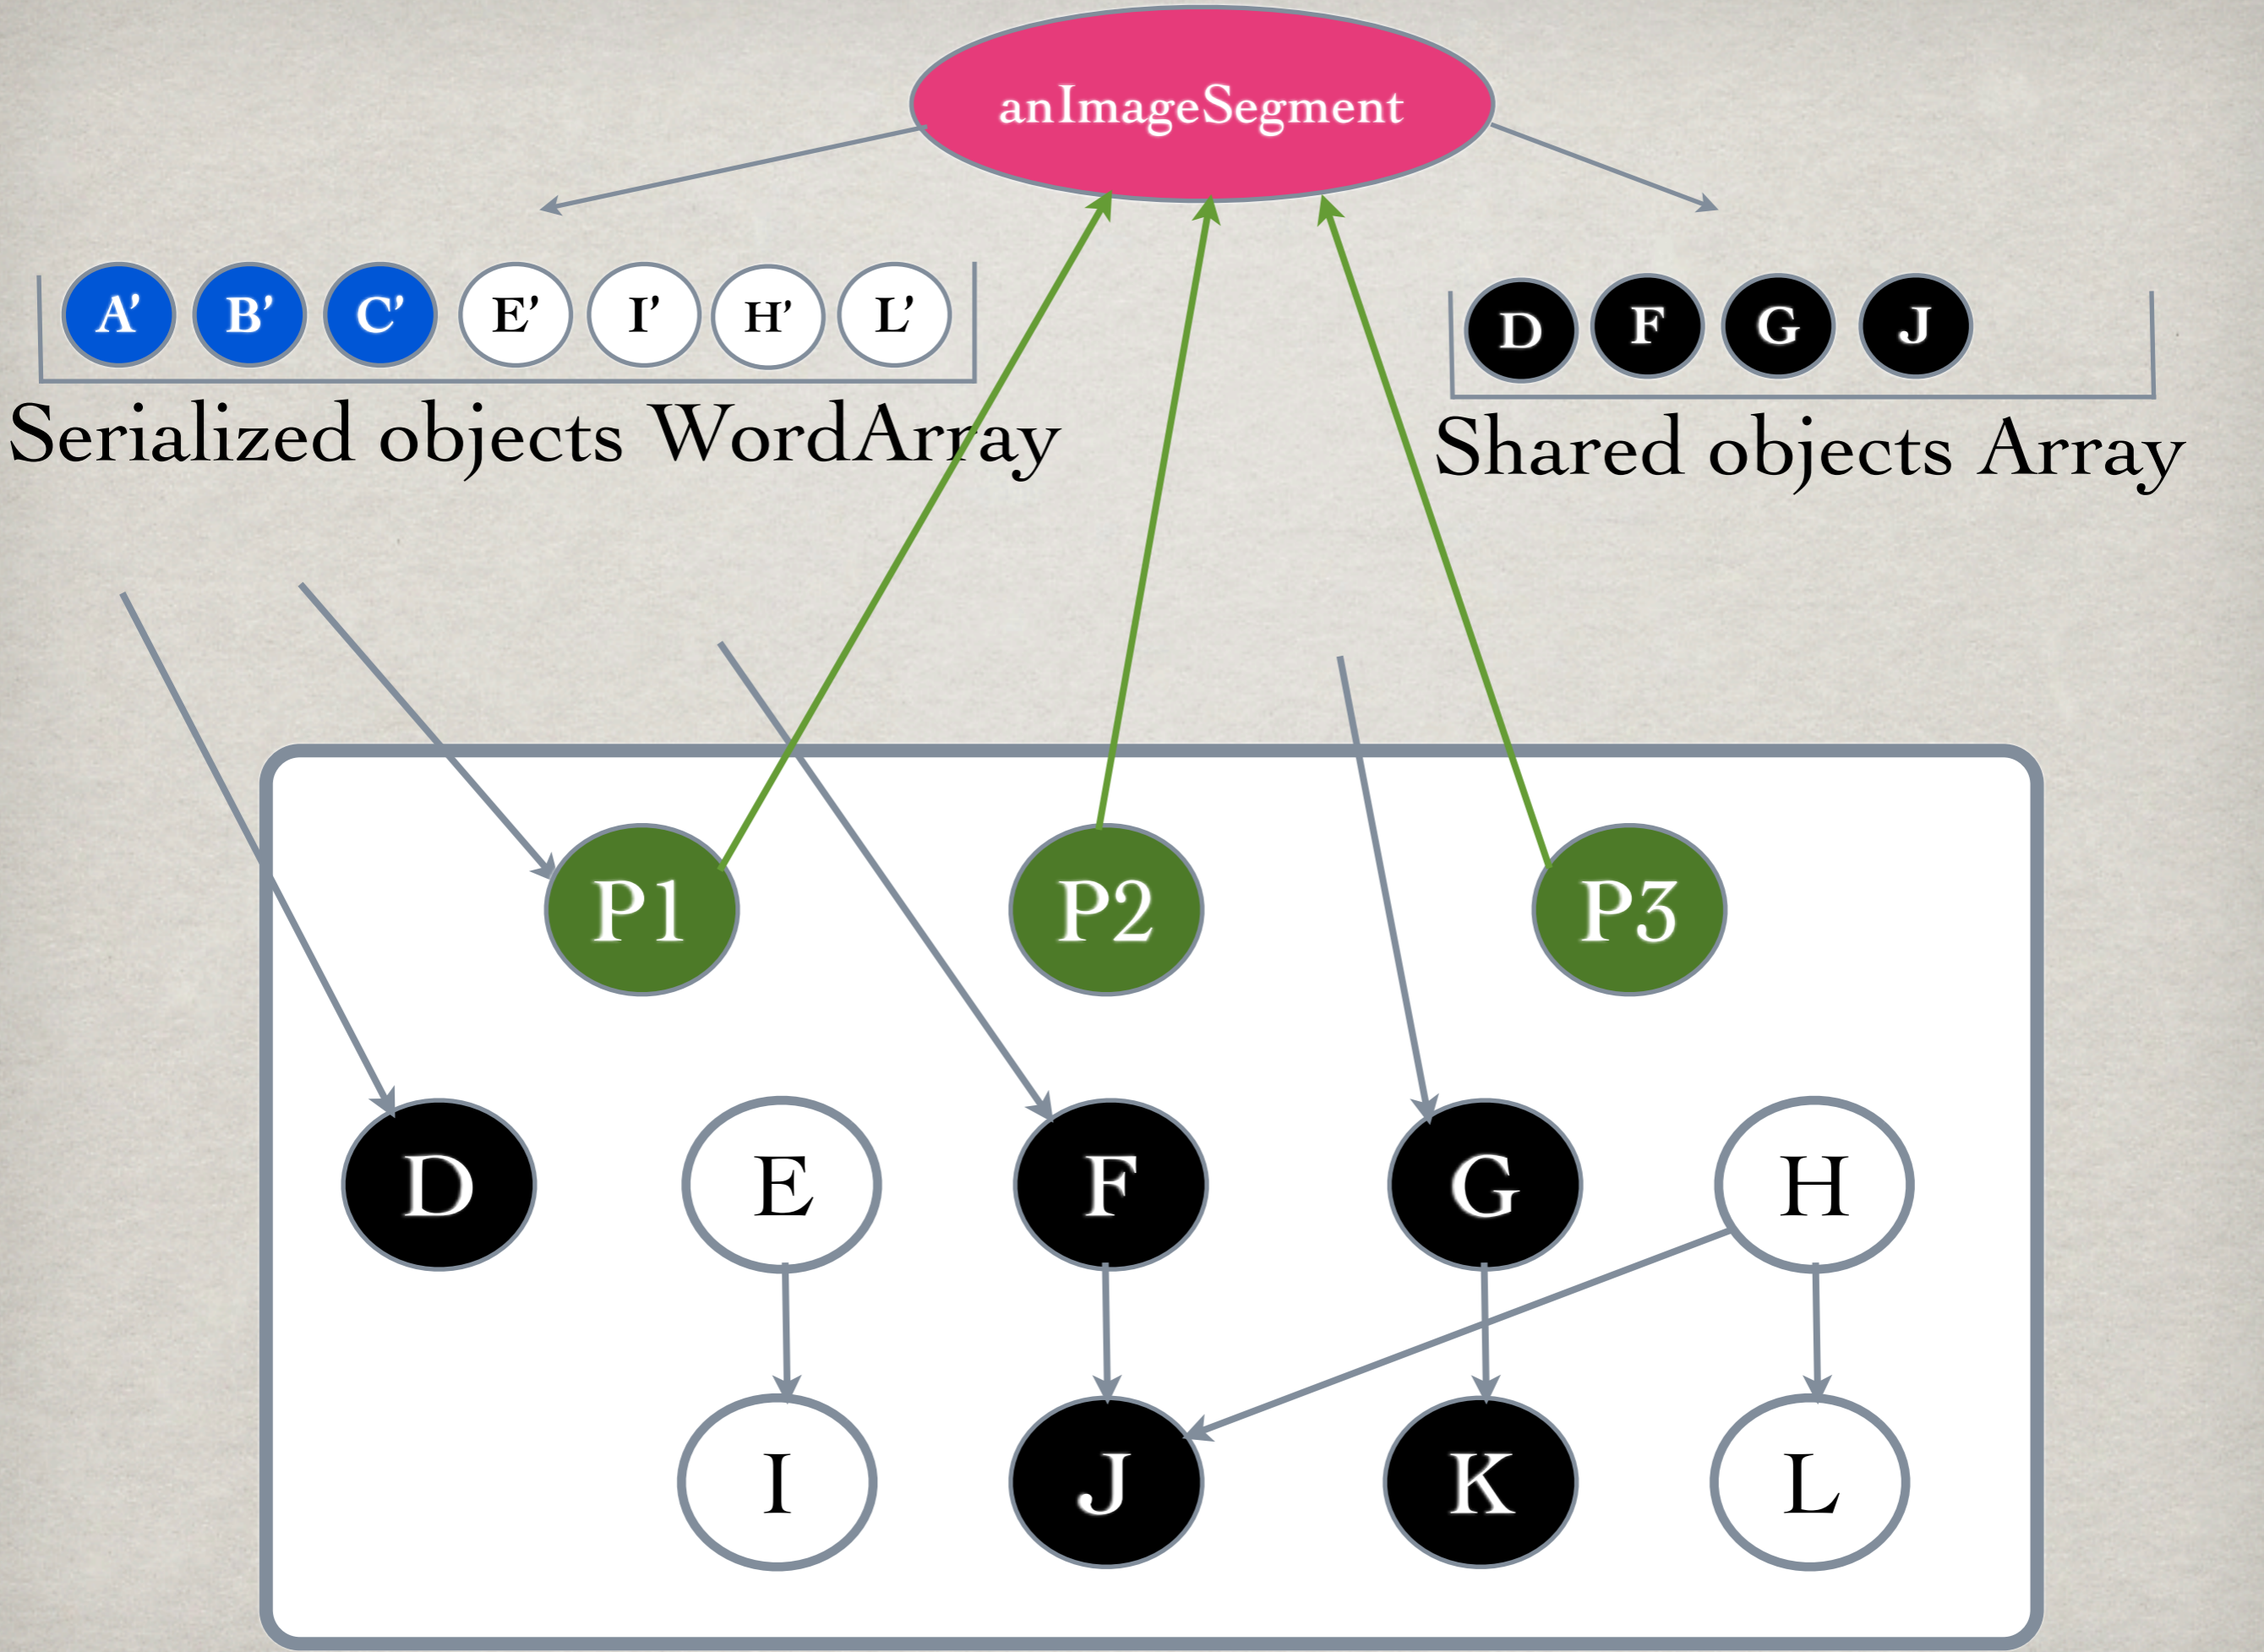 anImageSegment
A’ B’ C’ E’ I’ H’ L’
D F G J
Serialized objects WordArray
Shared objects Array
P1 P2 P3
D E F G H
I J K L